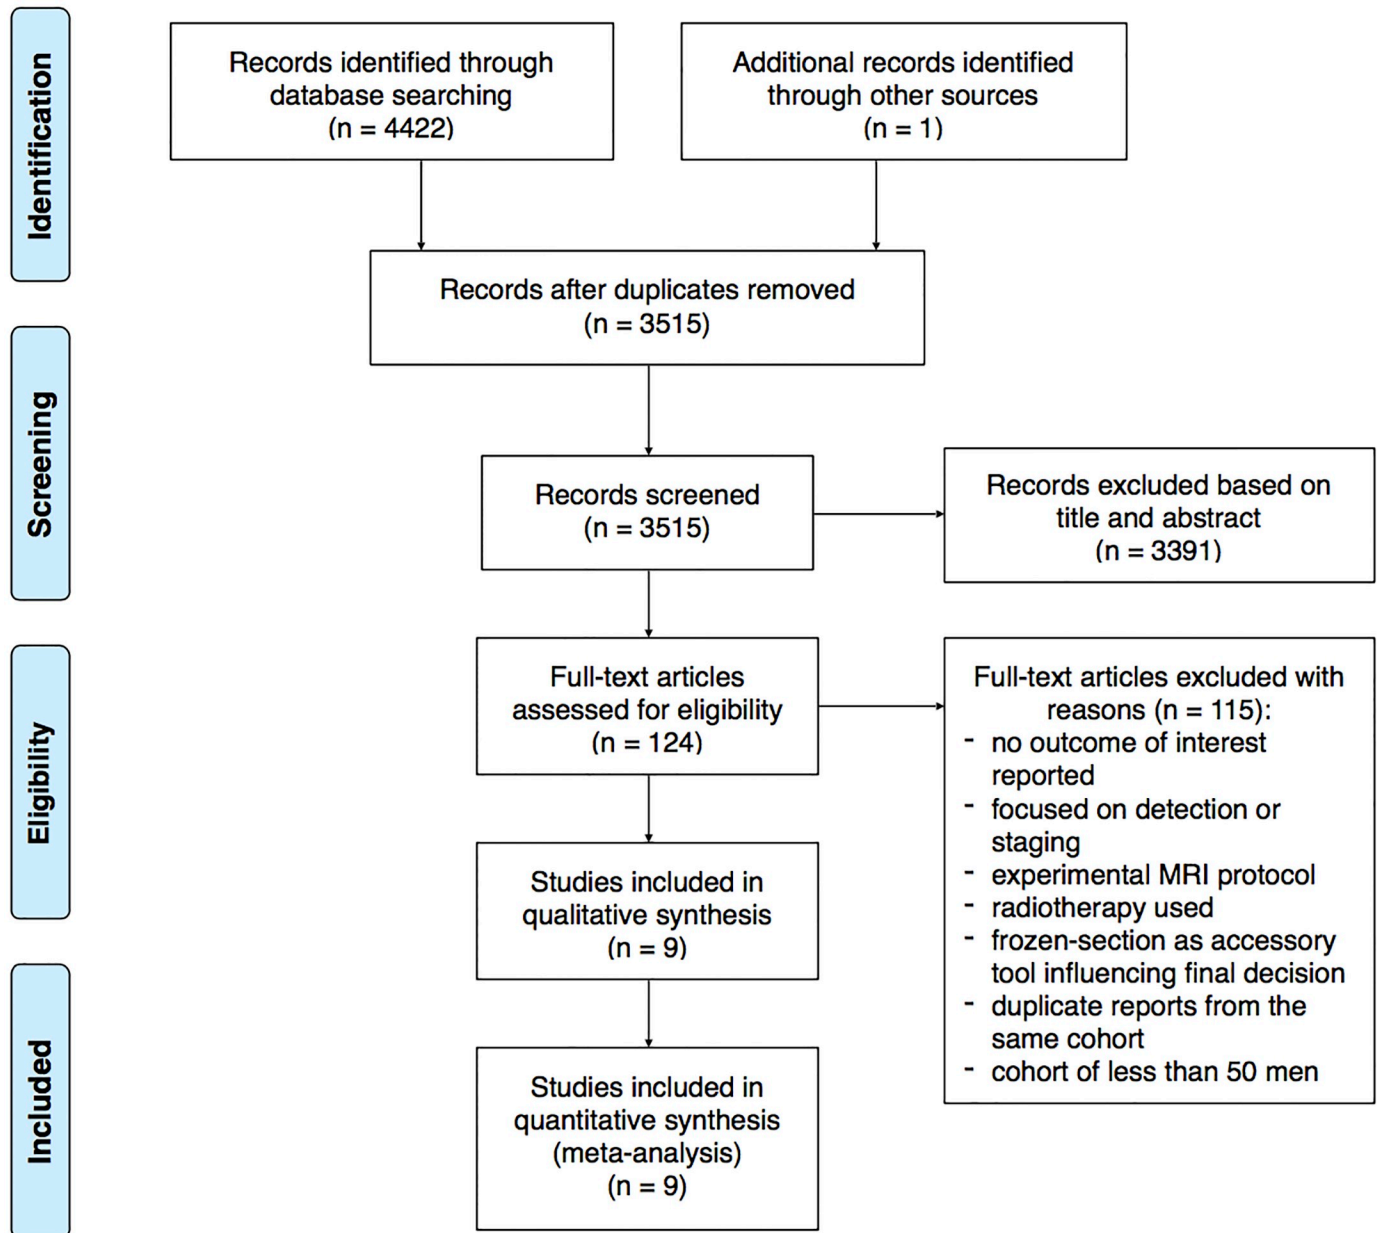 Identification
Records identified through
database searching
(n = 4422)
Additional records identified
through other sources
(n = 1)
Records after duplicates removed
(n = 3515)
Screening
Records screened
(n = 3515)
Records excluded based on
title and abstract
(n = 3391)
Eligibility
Full-text articles
assessed for eligibility
(n = 124)
Full-text articles excluded with
reasons (n = 115):
- no outcome of interest
reported
- focused on detection or
staging
- experimental MRI protocol
- radiotherapy used
- frozen-section as accessory
tool influencing final decision
- duplicate reports from the
same cohort
- cohort of less than 50 men
Studies included in
qualitative synthesis
(n = 9)
Included
Studies included in
quantitative synthesis
(meta-analysis)
(n = 9)